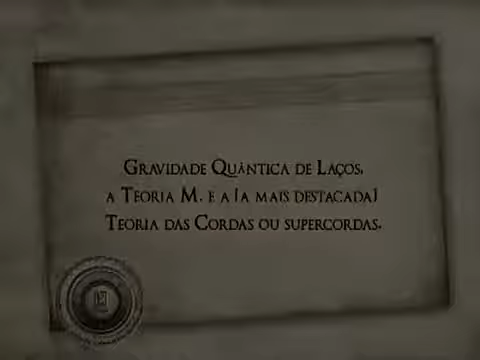 Gravidade Quântica de Laços,
a Teoria M, e a [a mais destacada]
Teoria das Cordas ou supercordas.